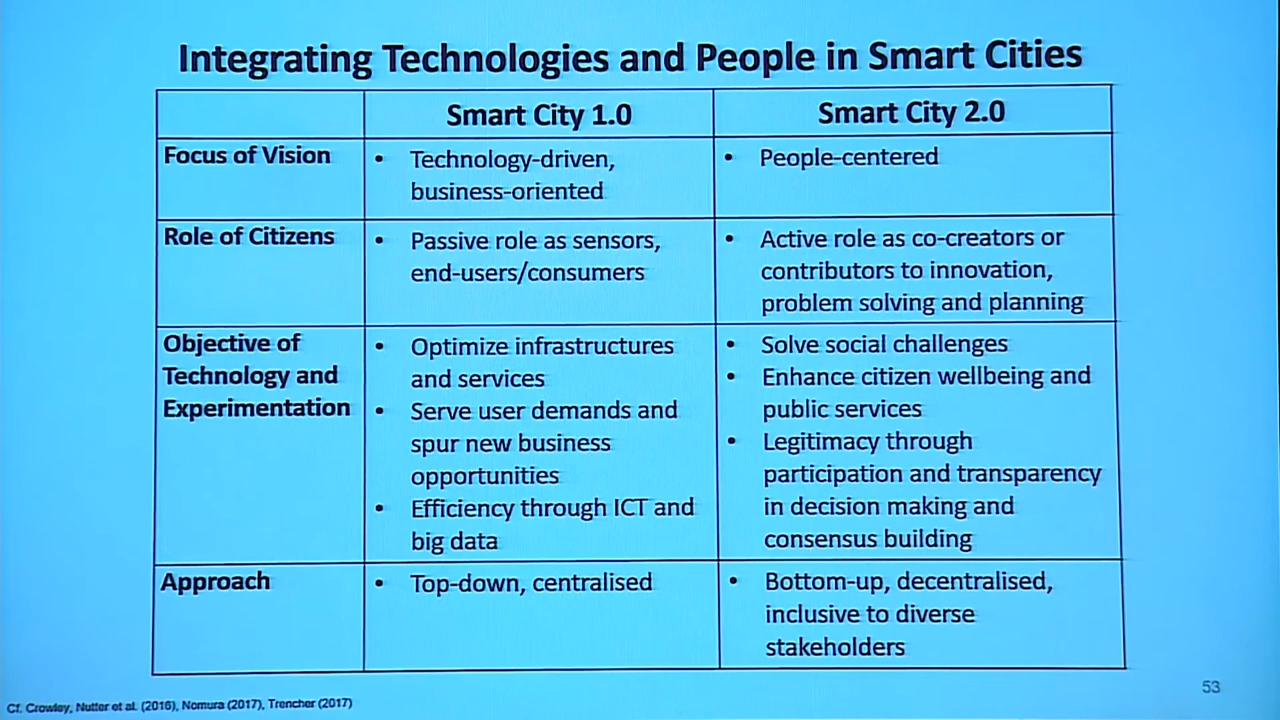 Integrating Technologies and People in Smart Cities
Smart City 1.0
Smart City 2.0
Focus of Vision
• Technology-driven,
business-oriented
• People-centered
Role of Citizens
• Passive role as sensors,
end-users/consumers
• Active role as co-creators or
contributors to innovation,
problem solving and planning
Objective of
Technology and
Experimentation
• Optimize infrastructures
and services
• Serve user demands and
spur new business
opportunities
• Efficiency through ICT and
big data
• Solve social challenges
• Enhance citizen wellbeing and
public services
• Legitimacy through
participation and transparency
in decision making and
consensus building
Approach
• Top-down, centralised
• Bottom-up, decentralised,
inclusive to diverse
stakeholders
Cf. Crowley, Nutter et al. (2016), Nomura (2017), Trencher (2017)
53